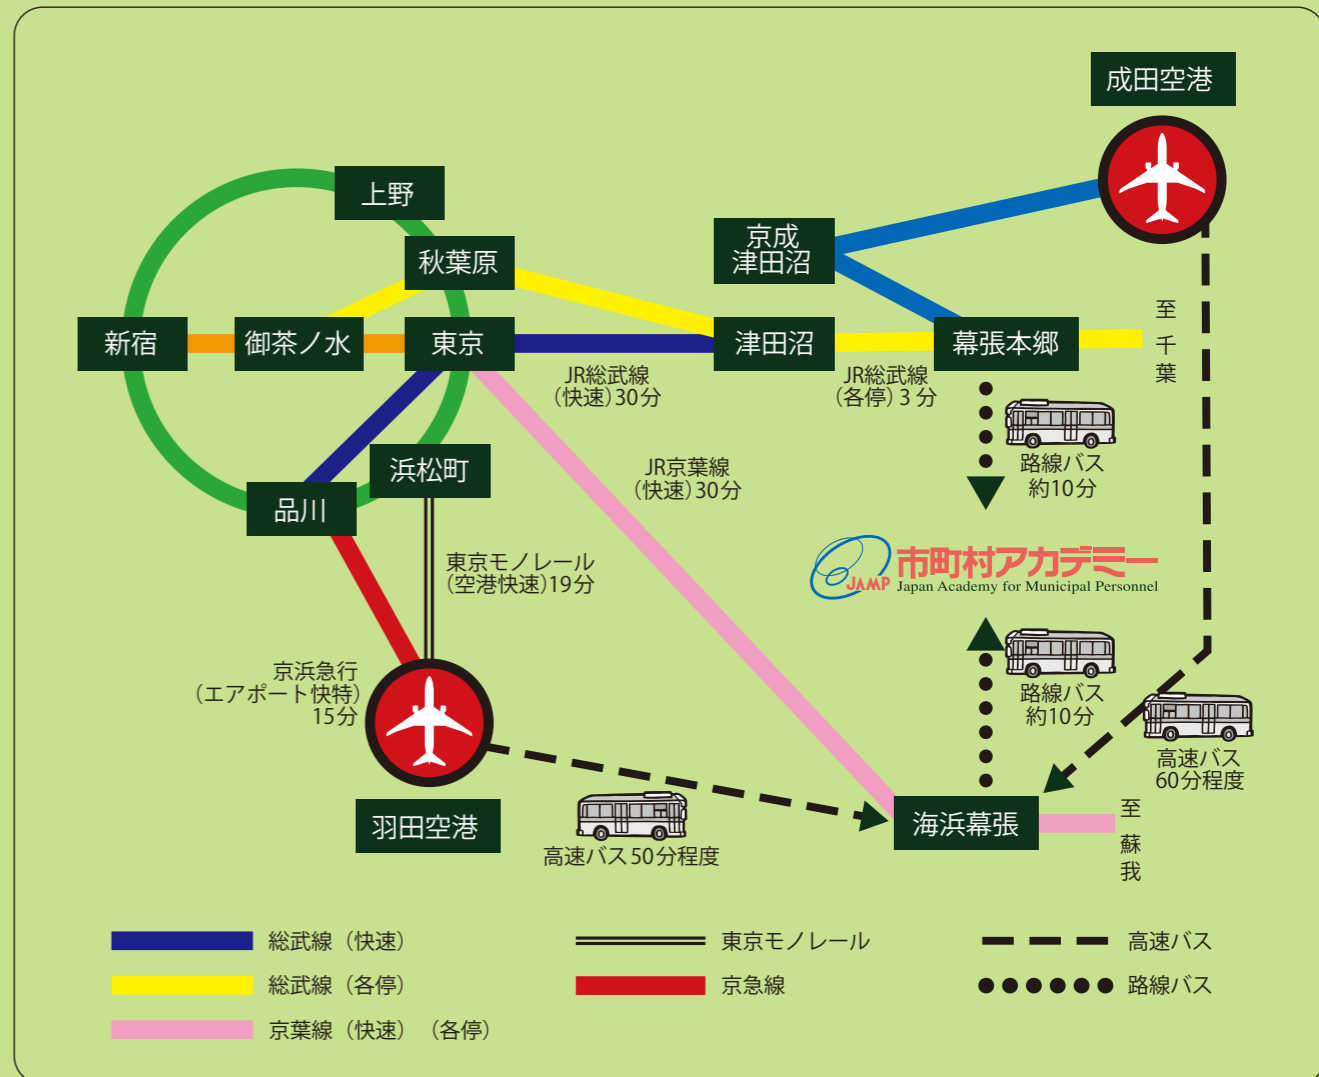 成田空港
上野
秋葉原
京成
津田沼
新宿
御茶ノ水
東京
津田沼
幕張本郷
至千葉
JR総武線
(快速)30分
JR総武線
(各停)3分
浜松町
品川
JR京葉線
(快速)30分
路線バス
約10分
東京モノレール
(空港快速)19分
JAMP
市町村アカデミー
Japan Academy for Municipal Personnel
京浜急行
(エアポート快特)
15分
路線バス
約10分
高速バス
60分程度
羽田空港
高速バス50分程度
海浜幕張
至蘇我
総武線(快速)
東京モノレール
高速バス
総武線(各停)
京急線
路線バス
京葉線(快速)(各停)